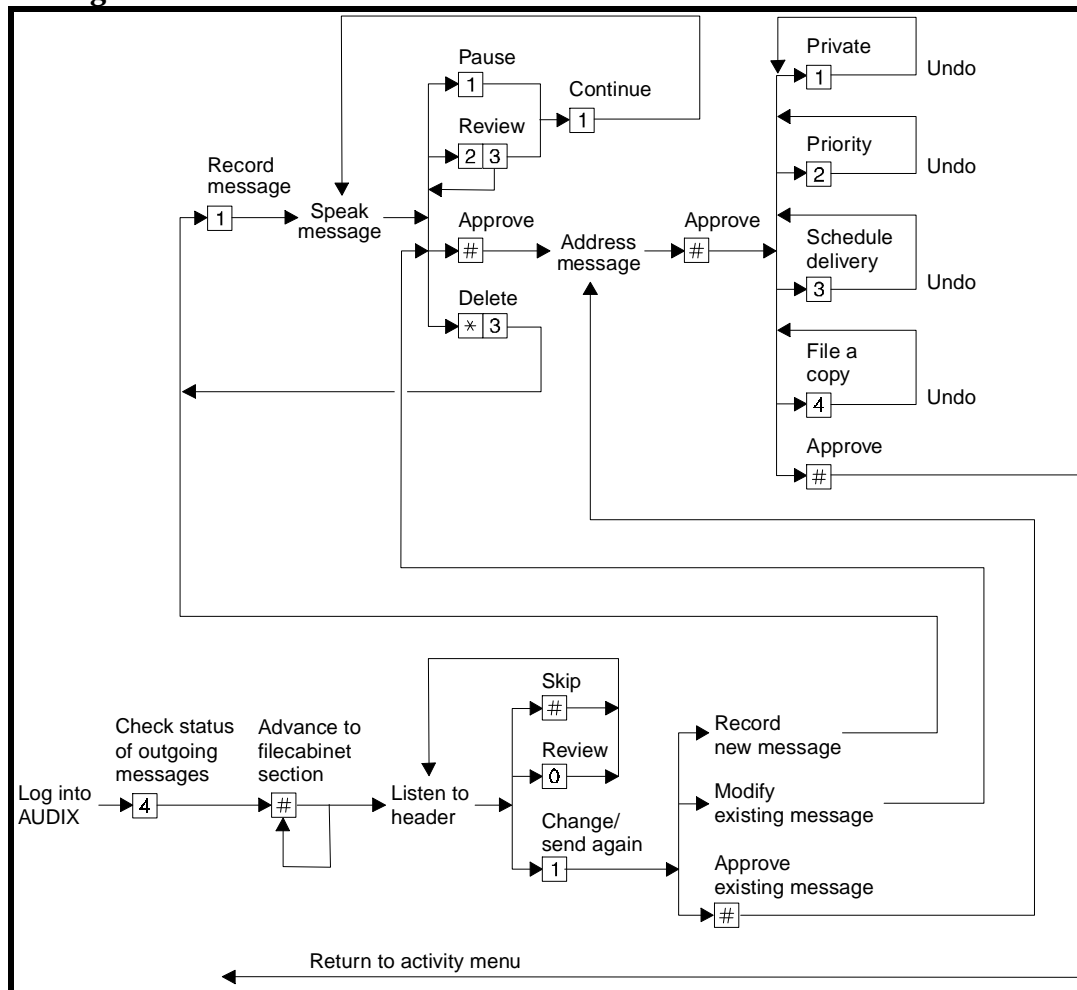 Pause
1
Continue
1
Review
2 3
Record
message
1
Speak
message
Approve
#
Address
message
Approve
#
Delete
* 3
Private
1
Undo
Priority
2
Undo
Schedule
delivery
3
Undo
File a
copy
4
Undo
Approve
#
Log into
AUDIX
Check status
of outgoing
messages
4
Advance to
filecabinet
section
#
Listen to
header
Skip
#
Review
0
Change/
send again
1
Record
new message
Modify
existing message
Approve
existing message
#
Return to activity menu